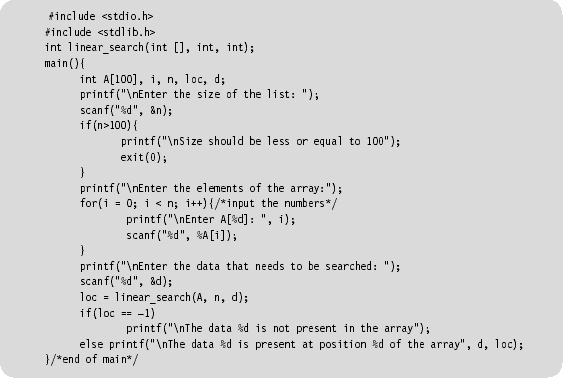 #include <stdio.h>
#include <stdlib.h>
int linear_search(int [], int, int);
main(){
int A[100], i, n, loc, d;
printf("\nEnter the size of the list: ");
scanf("%d", &n);
if(n>100){
printf("\nSize should be less or equal to 100");
exit(0);
}
printf("\nEnter the elements of the array:");
for(i = 0; i < n; i++){/*input the numbers*/
printf("\nEnter A[%d]: ", i);
scanf("%d", %A[i]);
}
printf("\nEnter the data that needs to be searched: ");
scanf("%d", &d);
loc = linear_search(A, n, d);
if(loc == –1)
printf("\nThe data %d is not present in the array");
else printf("\nThe data %d is present at position %d of the array", d, loc);
}/*end of main*/